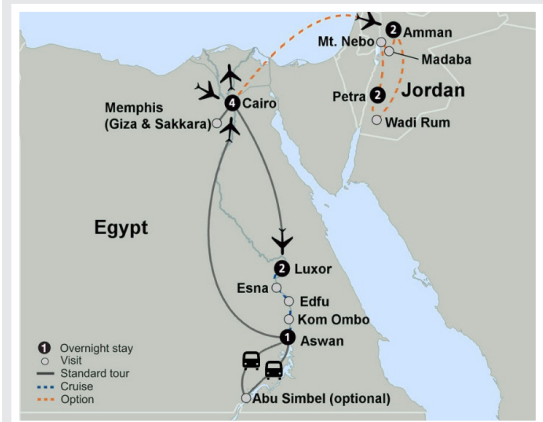 2 Amman
Mt. Nebo
Madaba
Petra 2 Jordan
4 Cairo
Memphis
(Giza & Sakkara)
Wadi Rum
Egypt
2 Luxor
Esna
Edfu
Kom Ombo
1 Aswan
Abu Simbel (optional)
1 Overnight stay
Visit
Standard tour
Cruise
Option